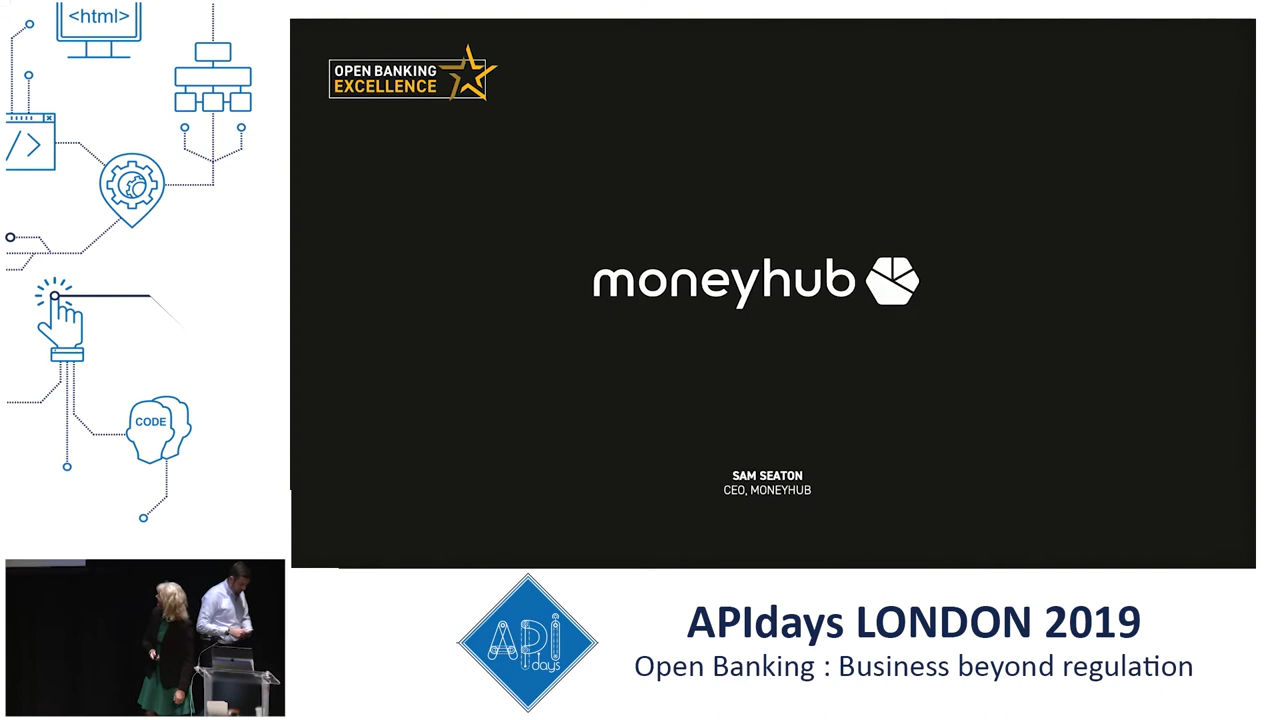 <html>
</>
CODE
OPEN BANKING
EXCELLENCE
moneyhub
SAM SEATON
CEO, MONEYHUB
API
days
APIdays LONDON 2019
Open Banking : Business beyond regulation